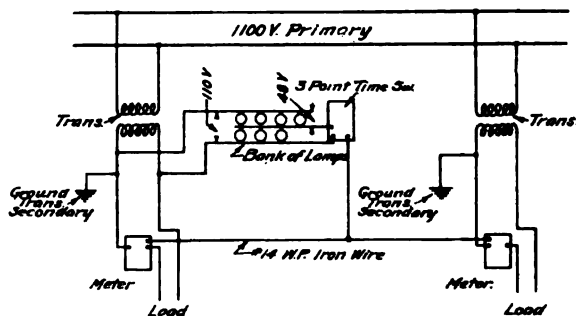 1100 V. Primary
110 V
48 V
3 Point Time Sw.
Trans.
Trans.
Bank of Lamps
Ground
Trans.
Secondary
Ground
Trans.
Secondary
#14 W.P. Iron Wire
Meter
Meter.
Load
Load